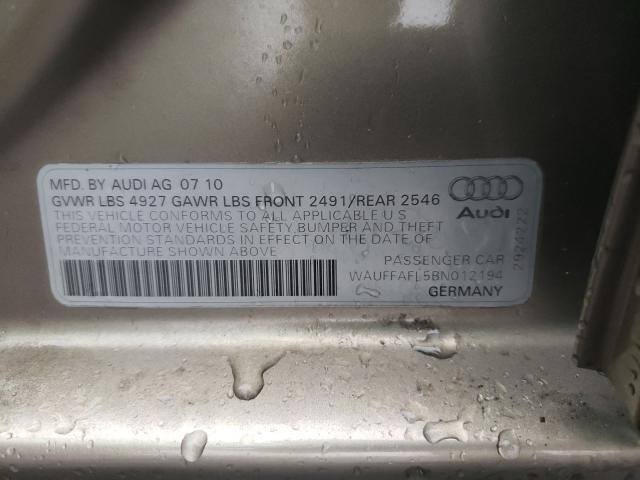 MFD. BY AUDI AG 07 10
GVWR LBS 4927 GAWR LBS FRONT 2491/REAR 2546
THIS VEHICLE CONFORMS TO ALL APPLICABLE U S
FEDERAL MOTOR VEHICLE SAFETY, BUMPER AND THEFT
PREVENTION STANDARDS IN EFFECT ON THE DATE OF
MANUFACTURE SHOWN ABOVE
Audi
2924222
PASSENGER CAR
WAUFFAFL5BN012194
GERMANY